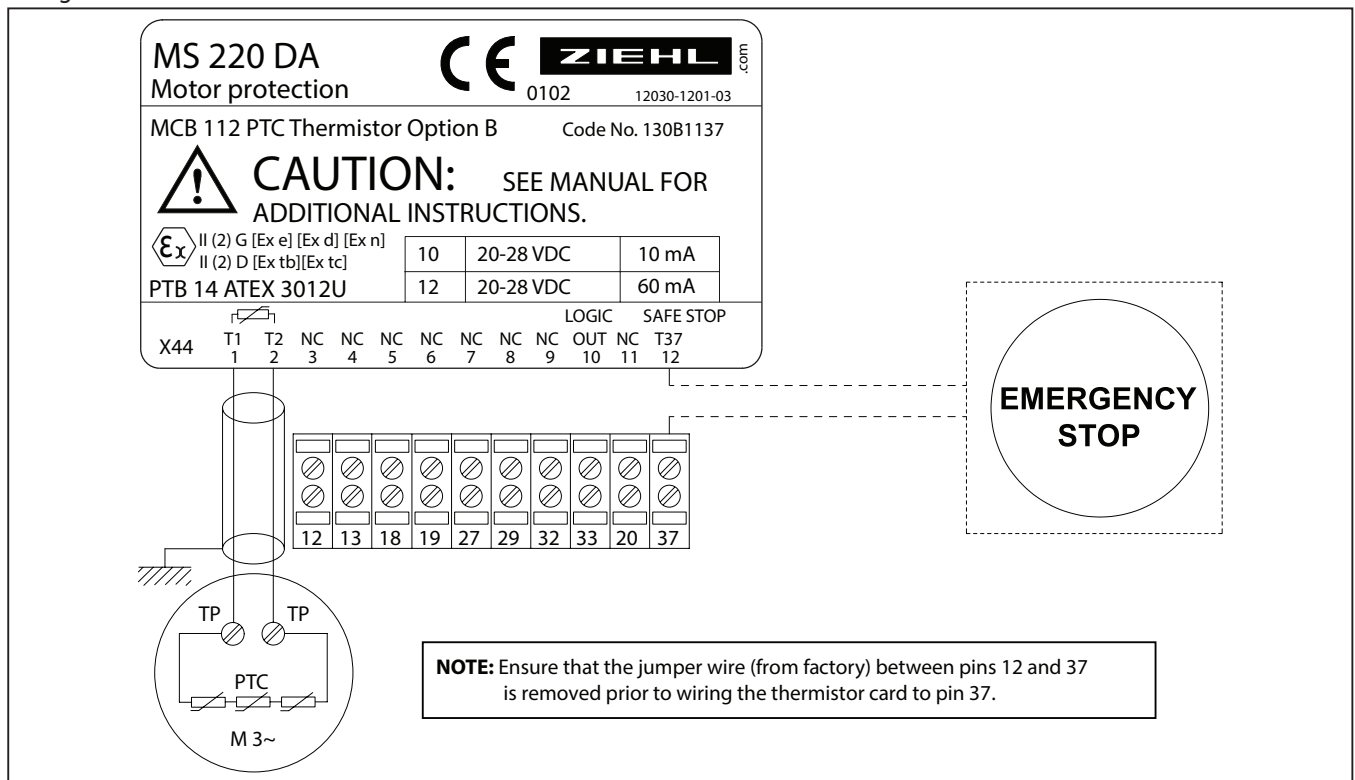 MS 220 DA
Motor protection
CE
0102
ZIEHL
.com
12030-1201-03
MCB 112 PTC Thermistor Option B Code No. 130B1137
CAUTION: SEE MANUAL FOR
ADDITIONAL INSTRUCTIONS.
Ex
II (2) G [Ex e] [Ex d] [Ex n]
II (2) D [Ex tb][Ex tc]
PTB 14 ATEX 3012U
10 20-28 VDC 10 mA
12 20-28 VDC 60 mA
LOGIC SAFE STOP
X44 T1 T2 NC NC NC NC NC NC NC OUT NC T37
1 2 3 4 5 6 7 8 9 10 11 12
EMERGENCY
STOP
12 13 18 19 27 29 32 33 20 37
TP TP
PTC
M 3~
NOTE: Ensure that the jumper wire (from factory) between pins 12 and 37
is removed prior to wiring the thermistor card to pin 37.